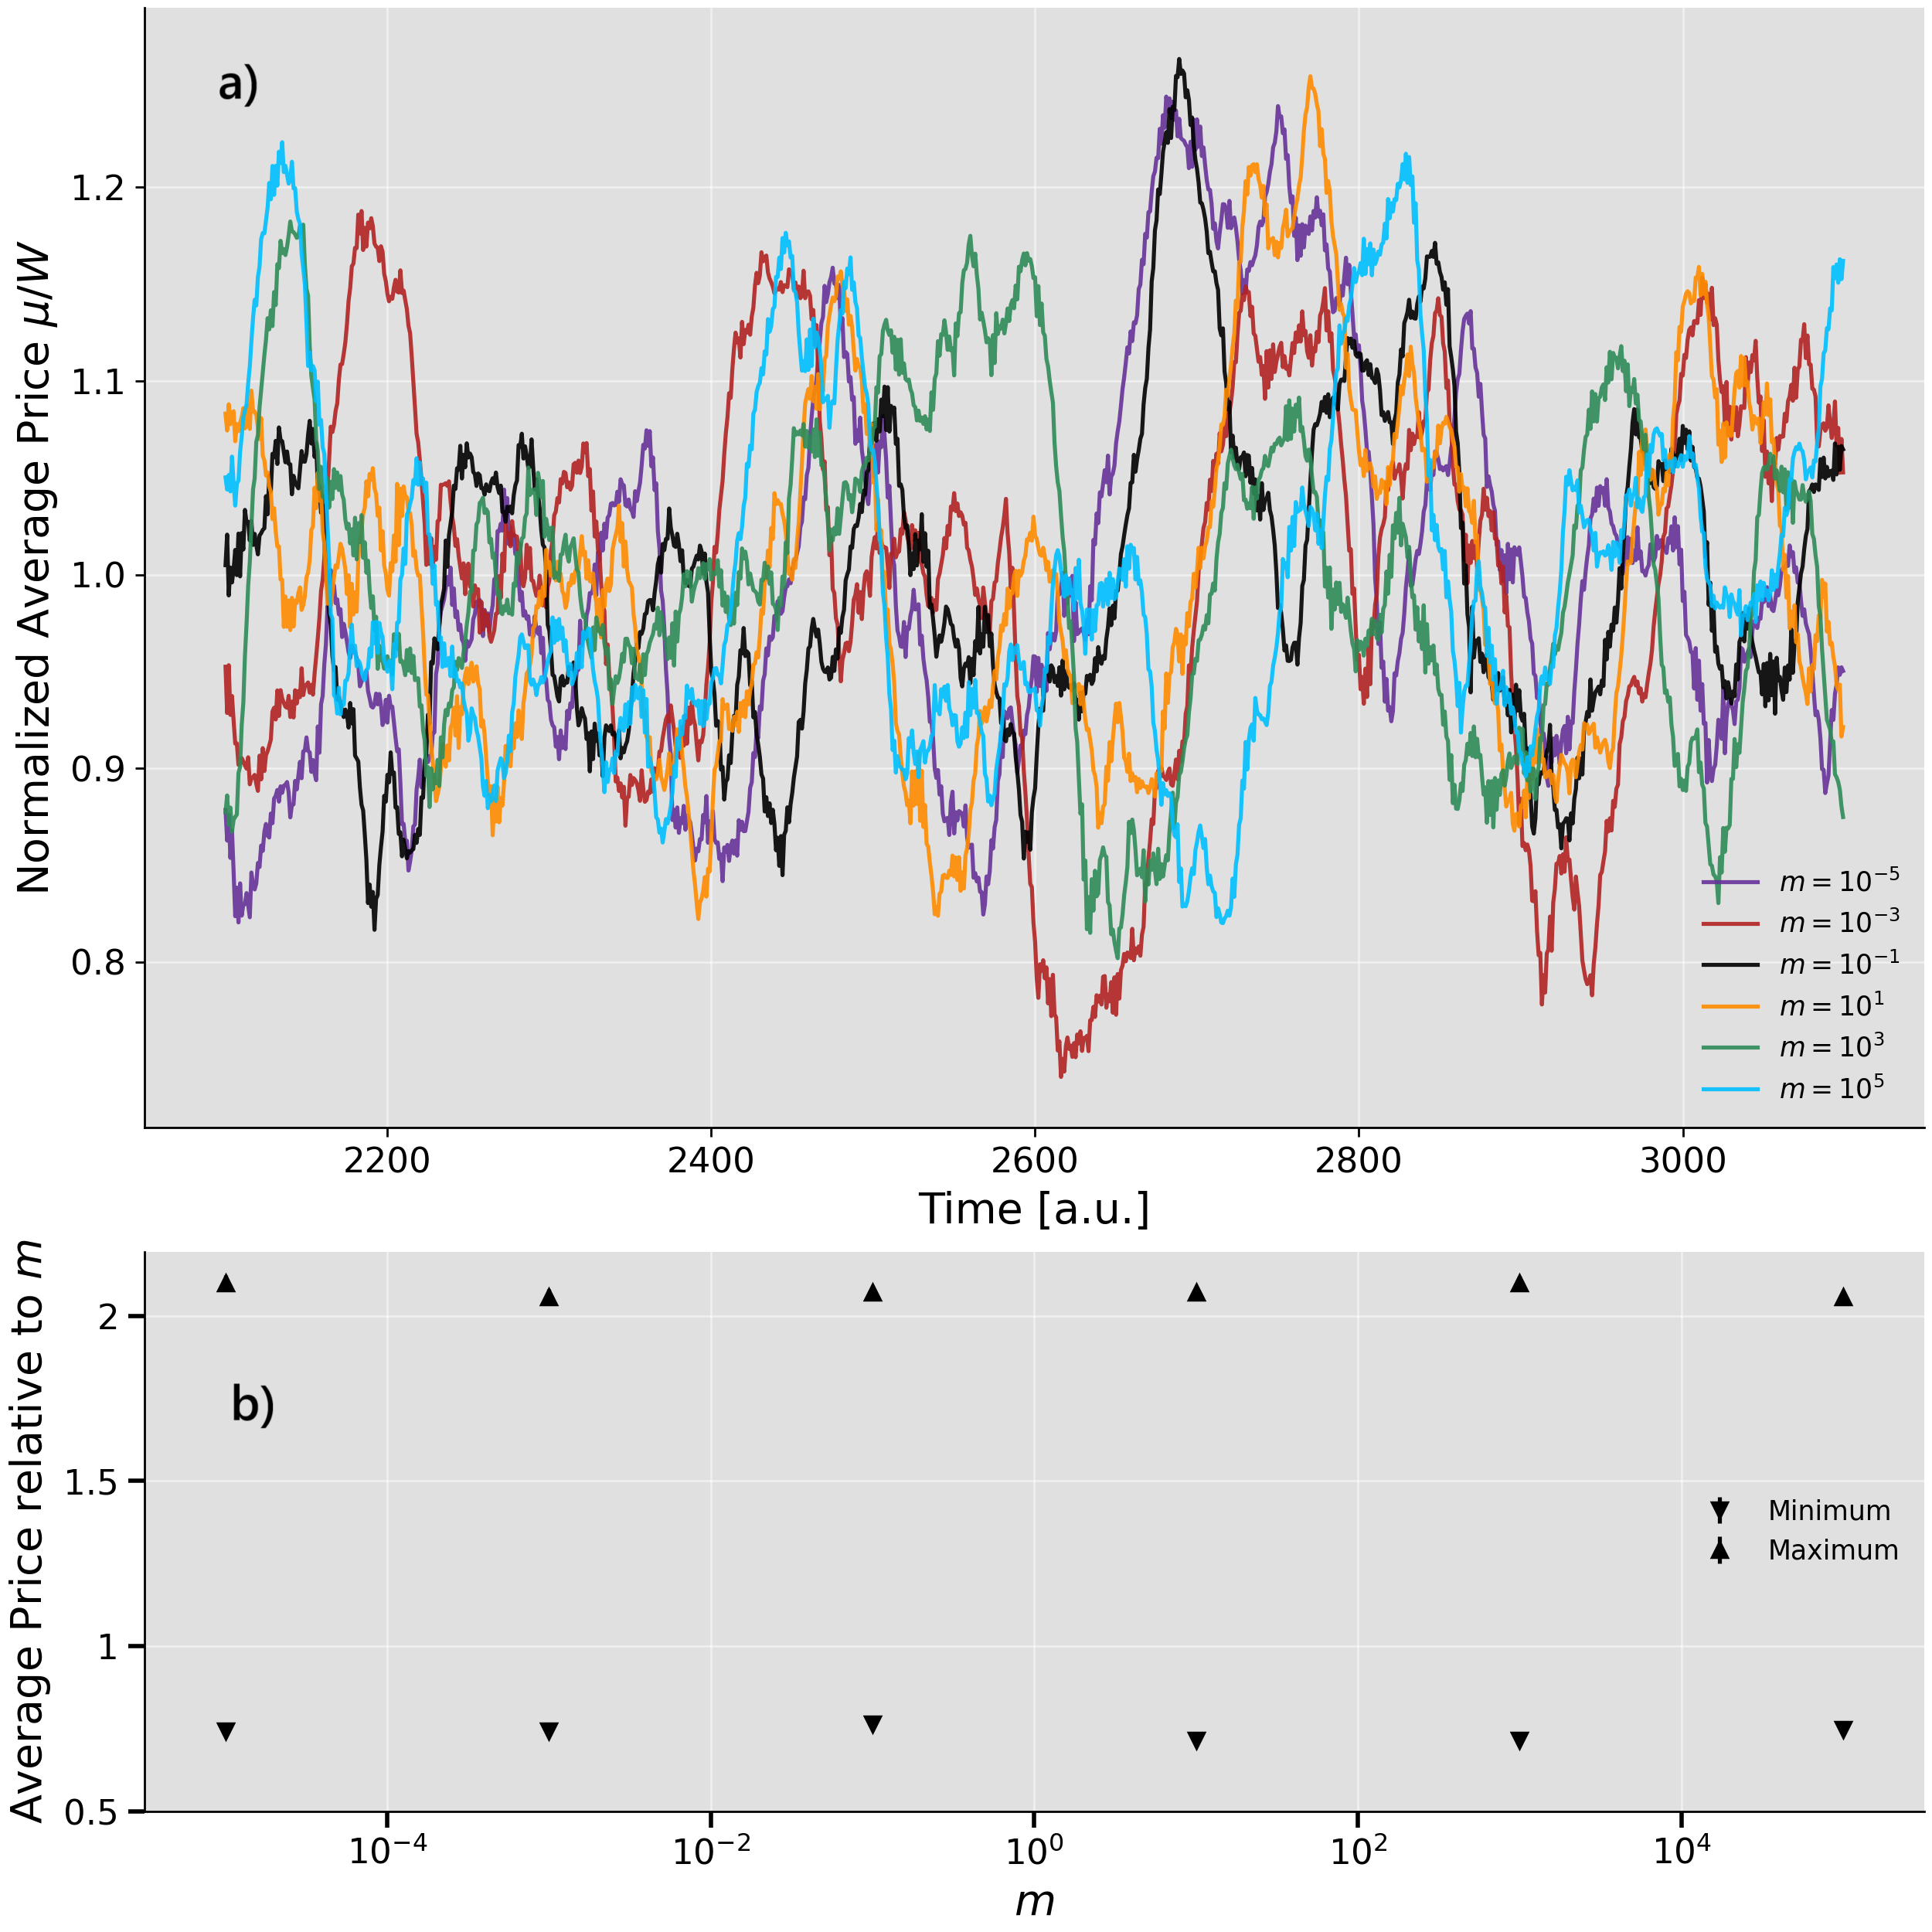 a)
Normalized Average Price μ/W
1.2
1.1
1.0
0.9
0.8
m = 10⁻⁵
m = 10⁻³
m = 10⁻¹
m = 10¹
m = 10³
m = 10⁵
2200 2400 2600 2800 3000
Time [a.u.]
b)
Average Price relative to m
2
1.5
1
0.5
Minimum
Maximum
10⁻⁴ 10⁻² 10⁰ 10² 10⁴
m